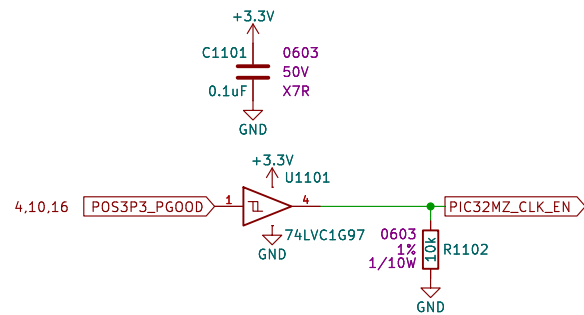 +3.3V
C1101 0603
50V
0.1uF X7R
GND
+3.3V
U1101
4,10,16 POS3P3_PGOOD 1 4 PIC32MZ_CLK_EN
74LVC1G97
GND
0603
1%
1/10W
10k
R1102
GND